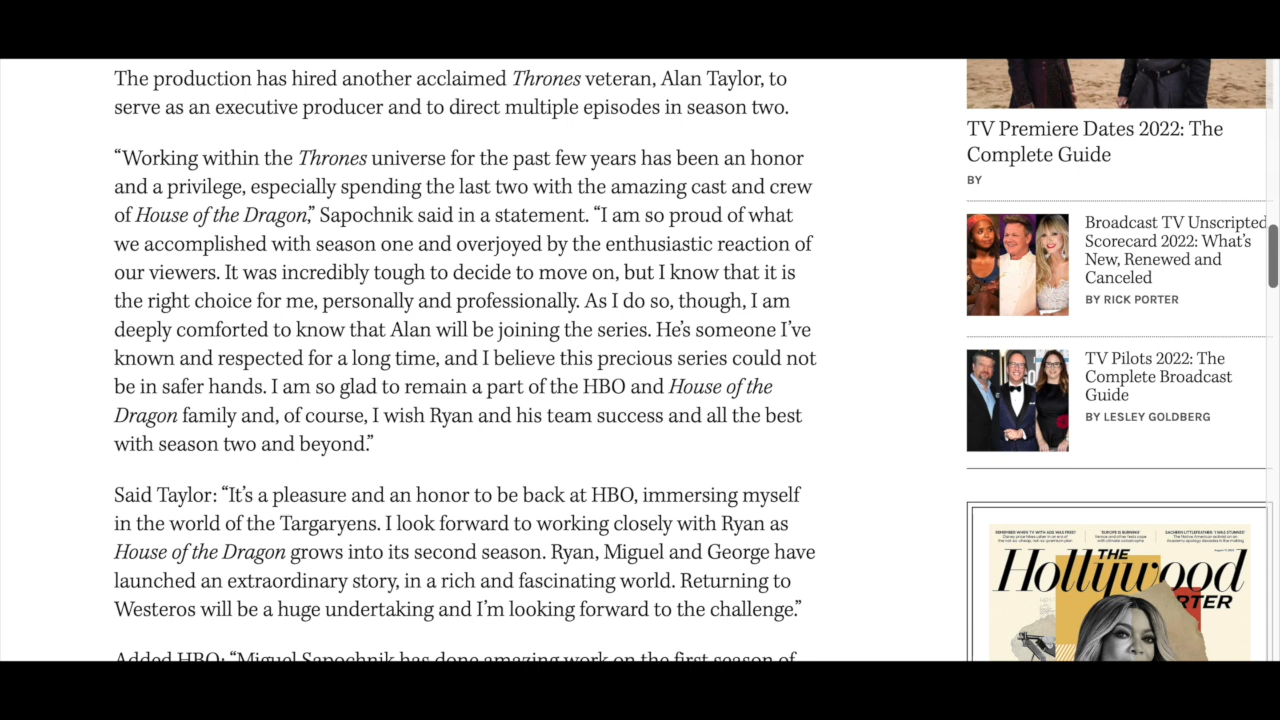 The production has hired another acclaimed Thrones veteran, Alan Taylor, to
serve as an executive producer and to direct multiple episodes in season two.
“Working within the Thrones universe for the past few years has been an honor
and a privilege, especially spending the last two with the amazing cast and crew
of House of the Dragon,” Sapochnik said in a statement. “I am so proud of what
we accomplished with season one and overjoyed by the enthusiastic reaction of
our viewers. It was incredibly tough to decide to move on, but I know that it is
the right choice for me, personally and professionally. As I do so, though, I am
deeply comforted to know that Alan will be joining the series. He’s someone I’ve
known and respected for a long time, and I believe this precious series could not
be in safer hands. I am so glad to remain a part of the HBO and House of the
Dragon family and, of course, I wish Ryan and his team success and all the best
with season two and beyond.”
Said Taylor: “It’s a pleasure and an honor to be back at HBO, immersing myself
in the world of the Targaryens. I look forward to working closely with Ryan as
House of the Dragon grows into its second season. Ryan, Miguel and George have
launched an extraordinary story, in a rich and fascinating world. Returning to
Westeros will be a huge undertaking and I’m looking forward to the challenge.”
Added HBO: “Miguel Sapochnik has done amazing work on the first season of
TV Premiere Dates 2022: The
Complete Guide
BY
Broadcast TV Unscripted
Scorecard 2022: What’s
New, Renewed and
Canceled
BY RICK PORTER
TV Pilots 2022: The
Complete Broadcast
Guide
BY LESLEY GOLDBERG
THE
Hollywood
RTER